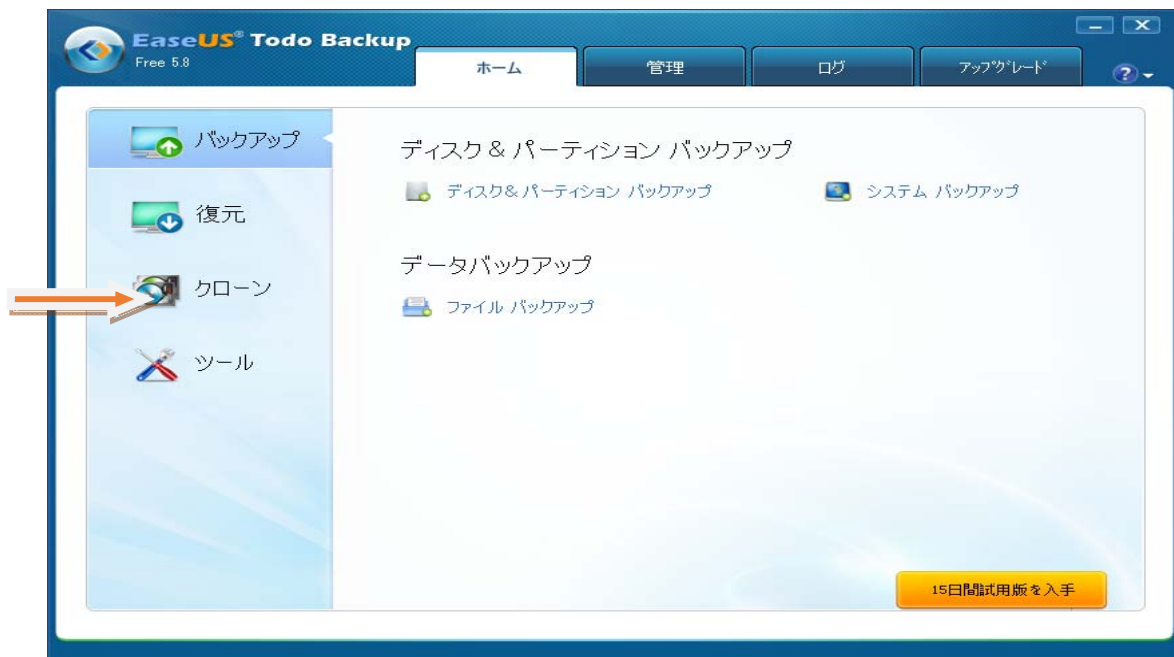 EaseUS® Todo Backup
Free 5.8
ホーム
管理
ログ
ｱｯﾌﾟｸﾞﾚｰﾄﾞ
?
バックアップ
復元
クローン
ツール
ディスク & パーティション バックアップ
ディスク& パーティション バックアップ
システム バックアップ
データバックアップ
ファイル バックアップ
15日間試用版を入手